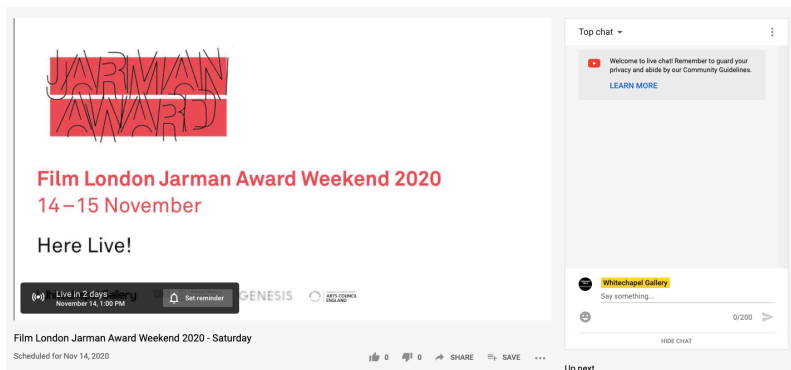 JARMAN
AWARD
Film London Jarman Award Weekend 2020
14–15 November
Here Live!
Live in 2 days
November 14, 1:00 PM
Set reminder
GENESIS
ARTS COUNCIL
ENGLAND
Film London Jarman Award Weekend 2020 - Saturday
Scheduled for Nov 14, 2020
0
0
SHARE
SAVE
Top chat
Welcome to live chat! Remember to guard your
privacy and abide by our Community Guidelines.
LEARN MORE
Whitechapel Gallery
Say something...
0/200
HIDE CHAT
Up next